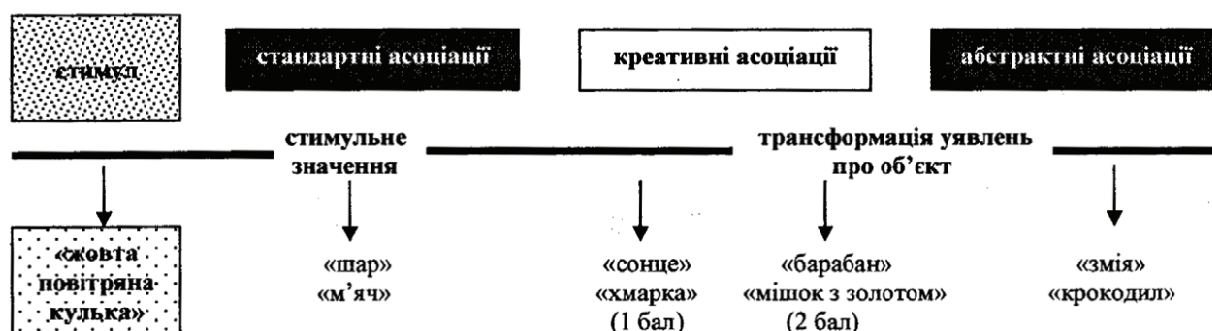 стимул
стандартні асоціації
креативні асоціації
абстрактні асоціації
стимульне
значення
трансформація уявлень
про об’єкт
«жовта
повітряна
кулька»
«шар»
«м’яч»
«сонце»
«хмарка»
(1 бал)
«барабан»
«мішок з золотом»
(2 бал)
«змія»
«крокодил»